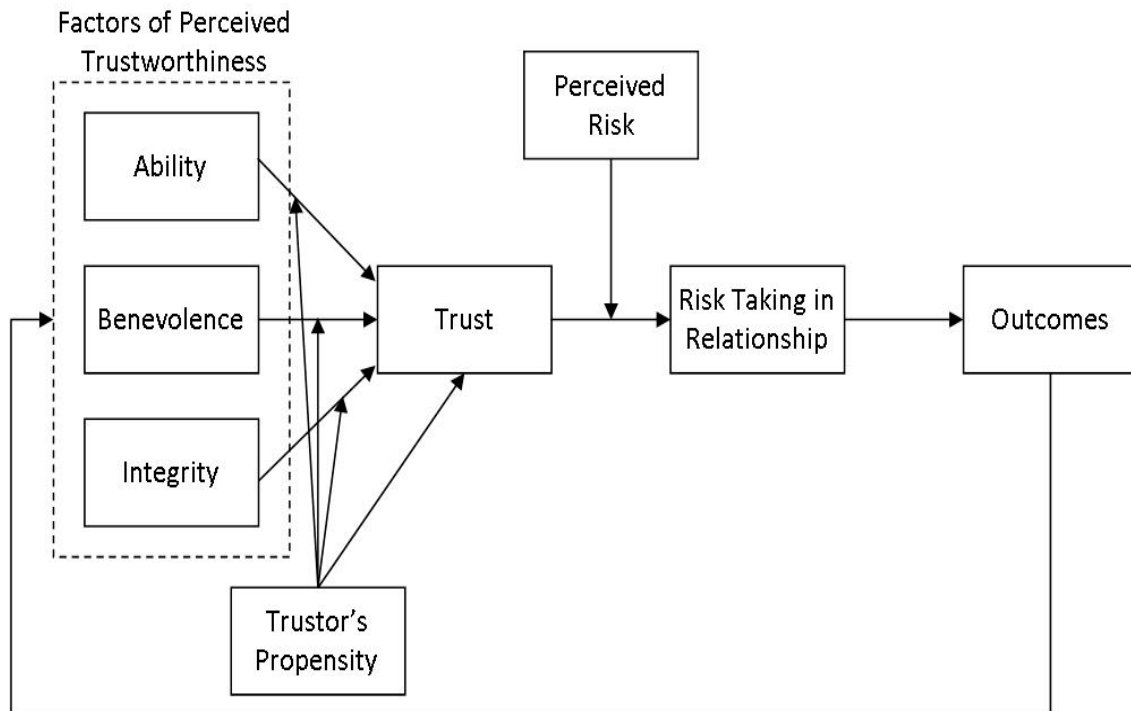 Factors of Perceived
Trustworthiness
Ability
Benevolence
Integrity
Trustor’s
Propensity
Trust
Perceived
Risk
Risk Taking in
Relationship
Outcomes